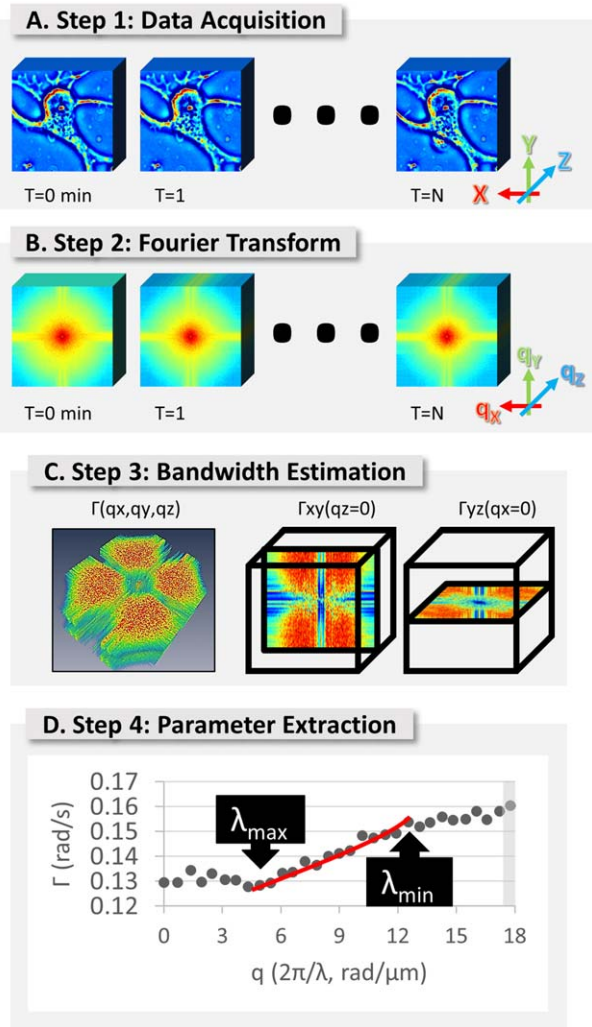 A. Step 1: Data Acquisition
T=0 min T=1 T=N
Y
Z
X
B. Step 2: Fourier Transform
T=0 min T=1 T=N
qY
qZ
qX
C. Step 3: Bandwidth Estimation
Γ(qx,qy,qz) Γxy(qz=0) Γyz(qx=0)
D. Step 4: Parameter Extraction
0.17
0.16
0.15
0.14
0.13
0.12
Γ (rad/s)
λmax
λmin
0 3 6 9 12 15 18
q (2π/λ, rad/μm)